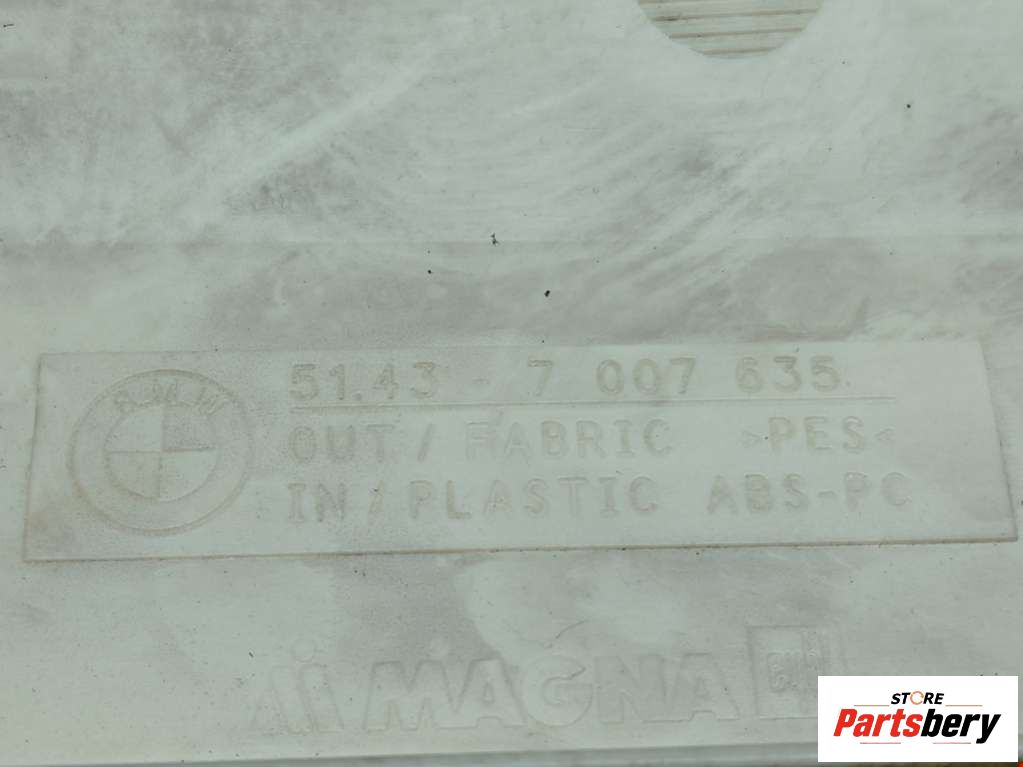 BMW
51.43 - 7 007 635
OUT / FABRIC >PES<
IN / PLASTIC ABS-PC
MAGNA
STORE
Partsbery